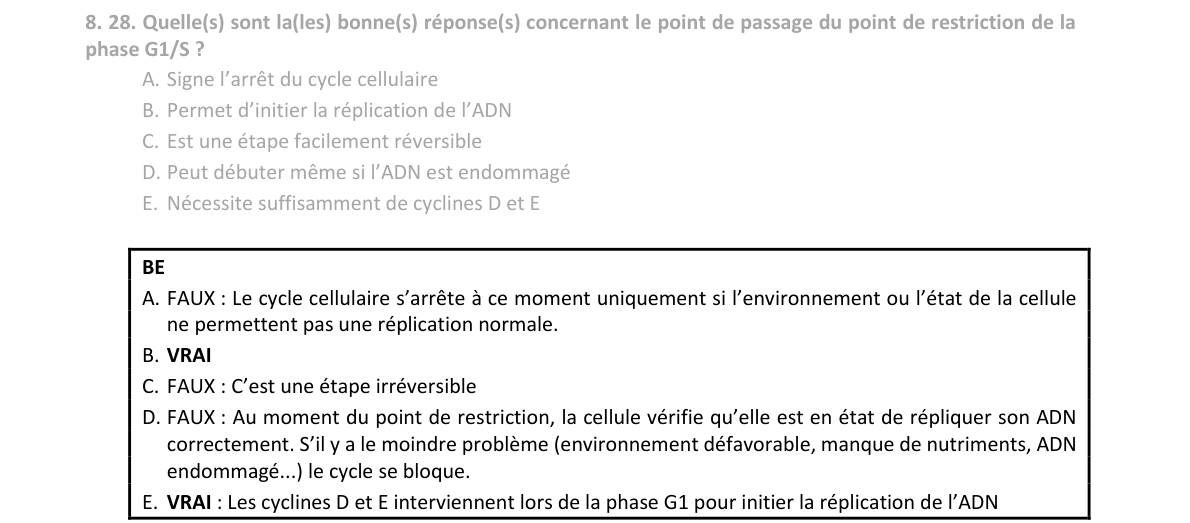 8. 28. Quelle(s) sont la(les) bonne(s) réponse(s) concernant le point de passage du point de restriction de la
phase G1/S ?
A. Signe l’arrêt du cycle cellulaire
B. Permet d’initier la réplication de l’ADN
C. Est une étape facilement réversible
D. Peut débuter même si l’ADN est endommagé
E. Nécessite suffisamment de cyclines D et E
BE
A. FAUX : Le cycle cellulaire s’arrête à ce moment uniquement si l’environnement ou l’état de la cellule
ne permettent pas une réplication normale.
B. VRAI
C. FAUX : C’est une étape irréversible
D. FAUX : Au moment du point de restriction, la cellule vérifie qu’elle est en état de répliquer son ADN
correctement. S’il y a le moindre problème (environnement défavorable, manque de nutriments, ADN
endommagé...) le cycle se bloque.
E. VRAI : Les cyclines D et E interviennent lors de la phase G1 pour initier la réplication de l’ADN